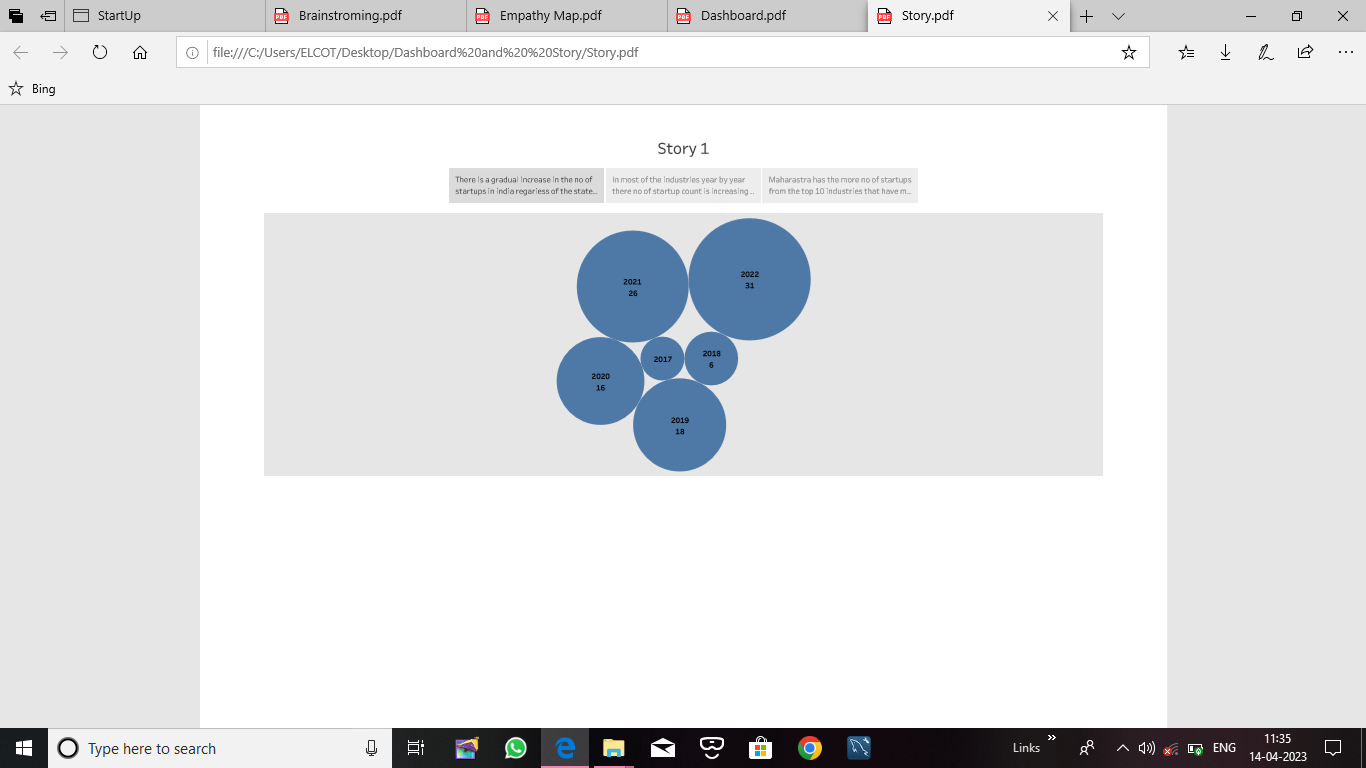 StartUp
Brainstroming.pdf
Empathy Map.pdf
Dashboard.pdf
Story.pdf
file:///C:/Users/ELCOT/Desktop/Dashboard%20and%20%20Story/Story.pdf
Bing
Story 1
There is a gradual increase in the no of
startups in india regarless of the state...
In most of the industries year by year
there no of startup count is increasing ..
Maharastra has the more no of startups
from the top 10 industries that have m...
2021
26
2022
31
2017
2018
6
2020
16
2019
18
Type here to search
Links
ENG
11:35
14-04-2023